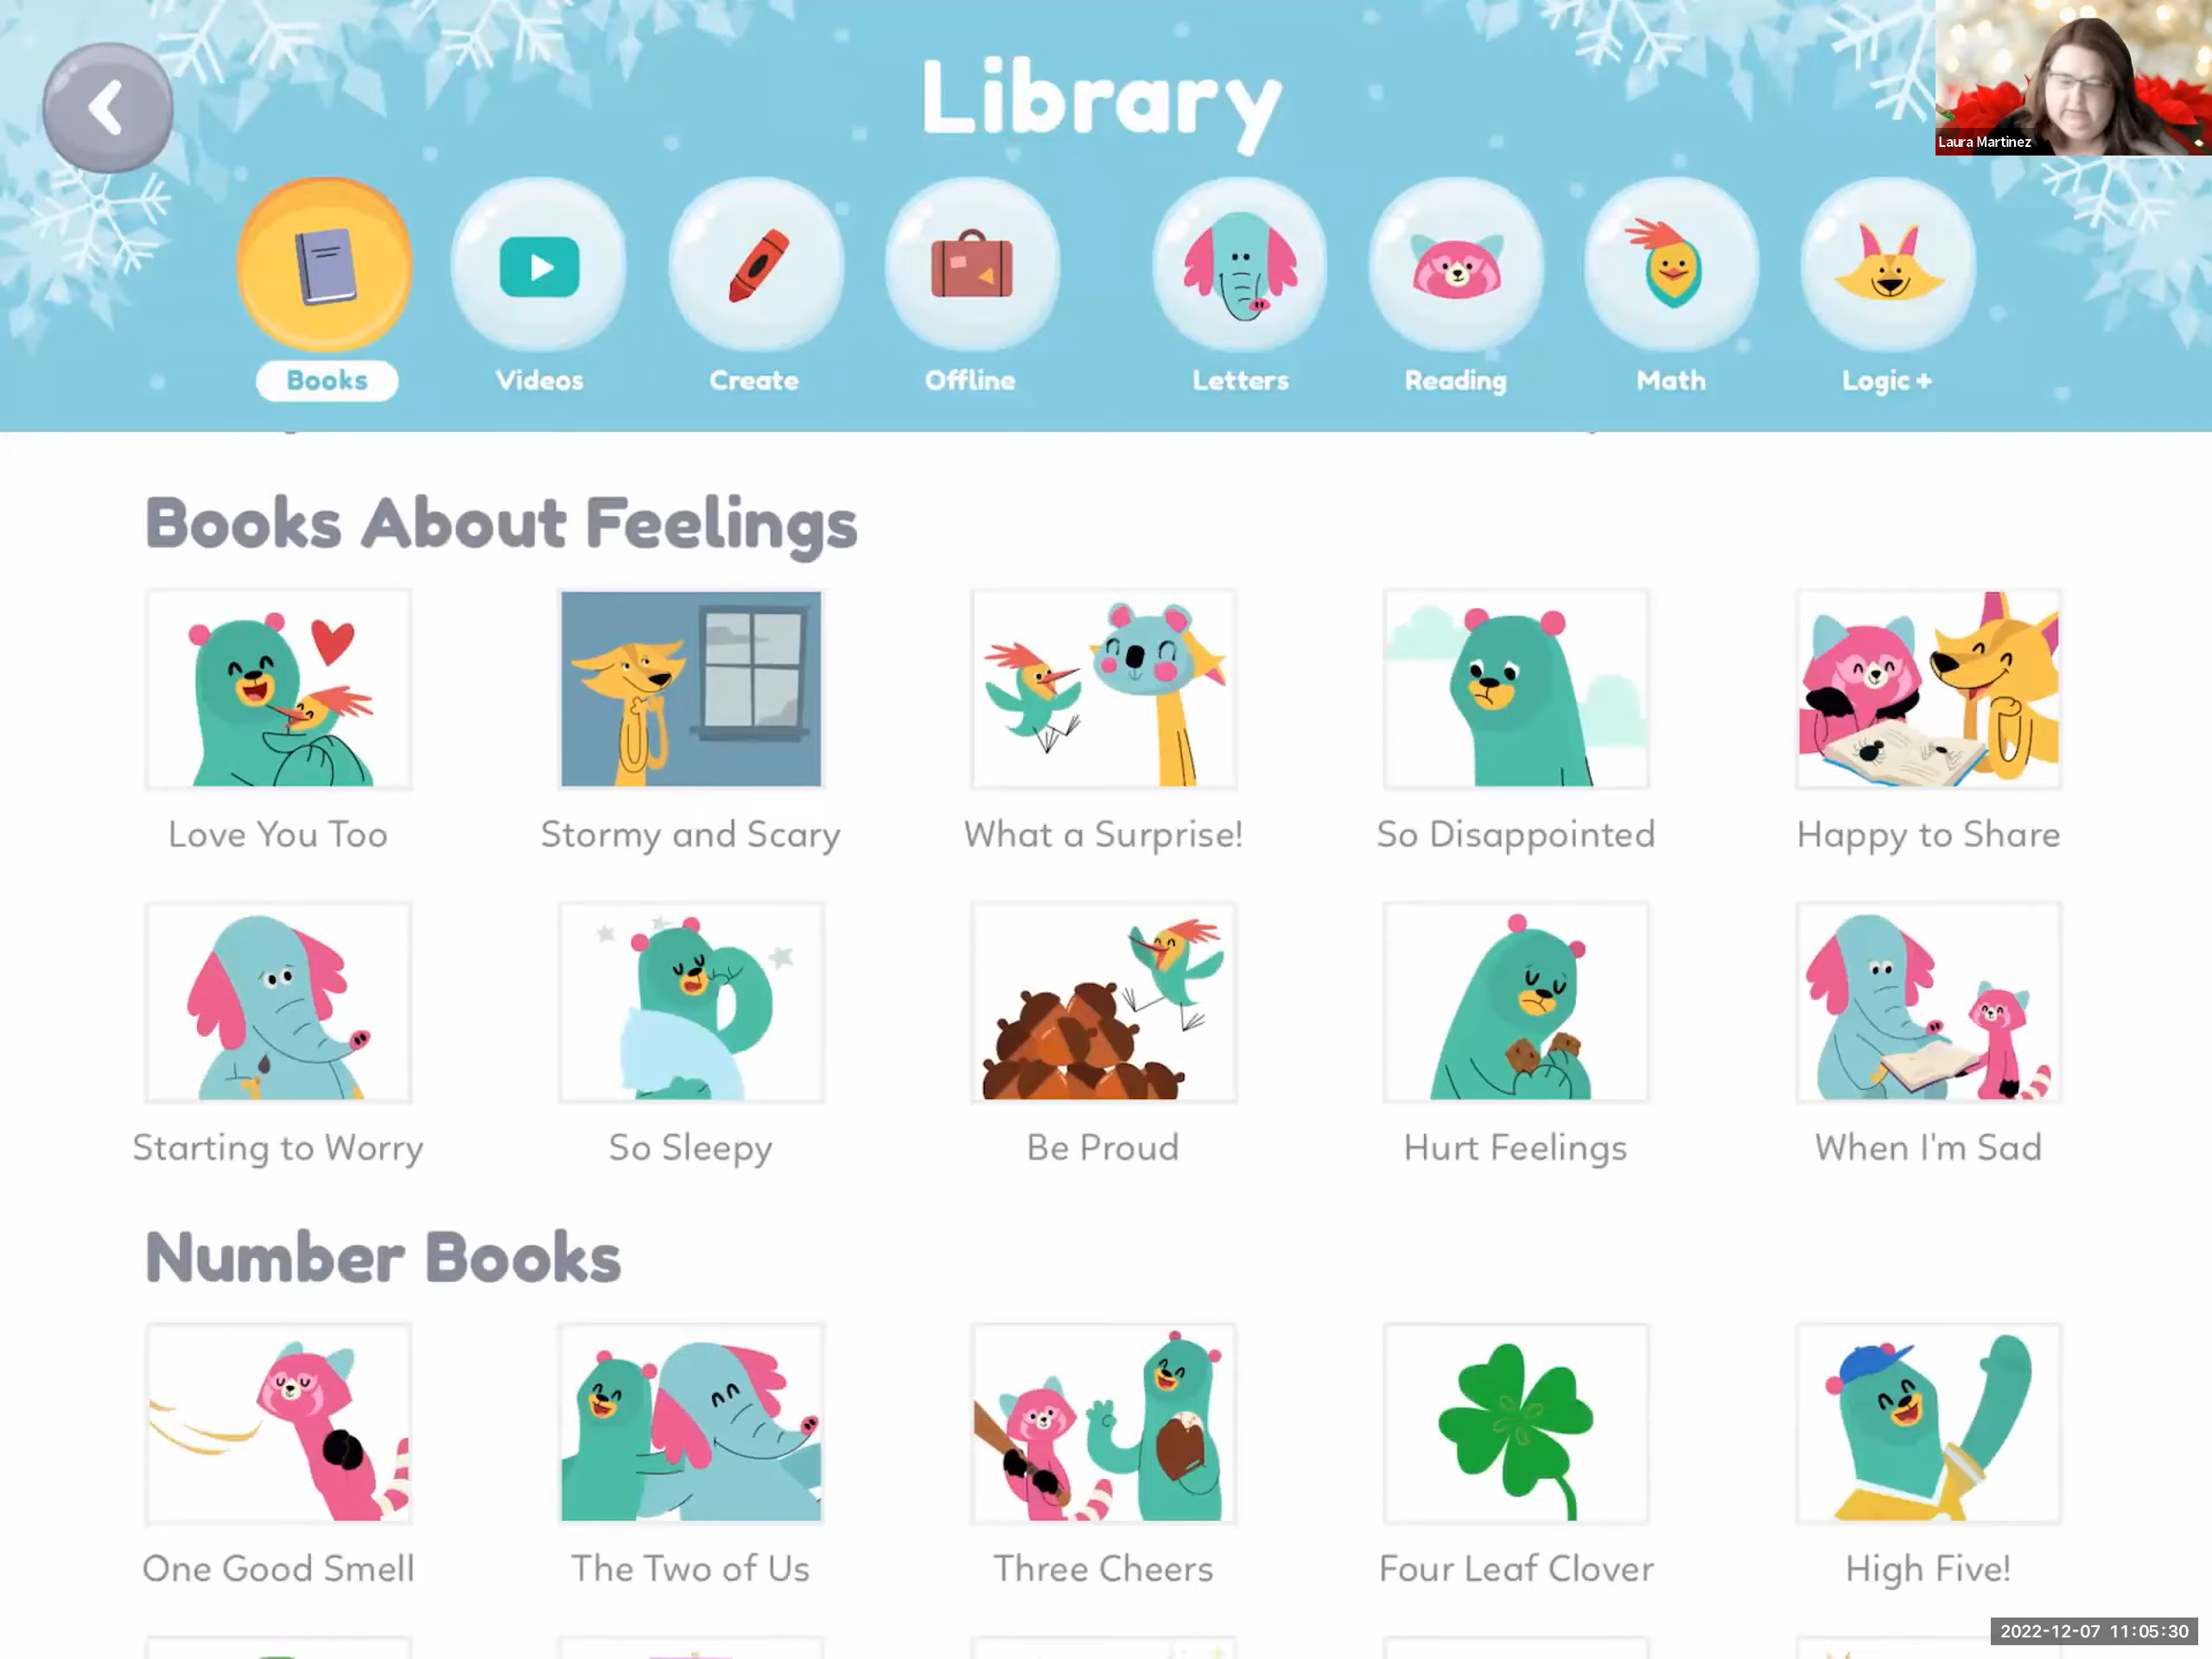 Library
Laura Martinez
Books
Videos
Create
Offline
Letters
Reading
Math
Logic +
Books About Feelings
Love You Too
Stormy and Scary
What a Surprise!
So Disappointed
Happy to Share
Starting to Worry
So Sleepy
Be Proud
Hurt Feelings
When I'm Sad
Number Books
One Good Smell
The Two of Us
Three Cheers
Four Leaf Clover
High Five!
2022-12-07 11:05:30